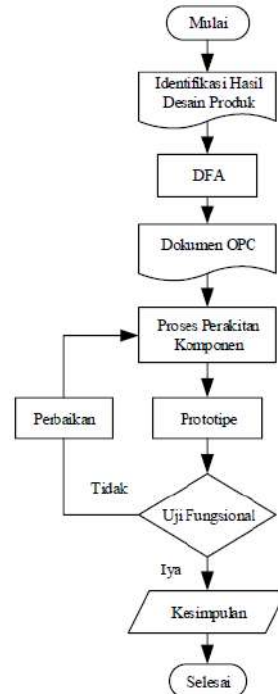 Mulai
Identifikasi Hasil
Desain Produk
DFA
Dokumen OPC
Proses Perakitan
Komponen
Perbaikan
Prototipe
Tidak
Uji Fungsional
Iya
Kesimpulan
Selesai